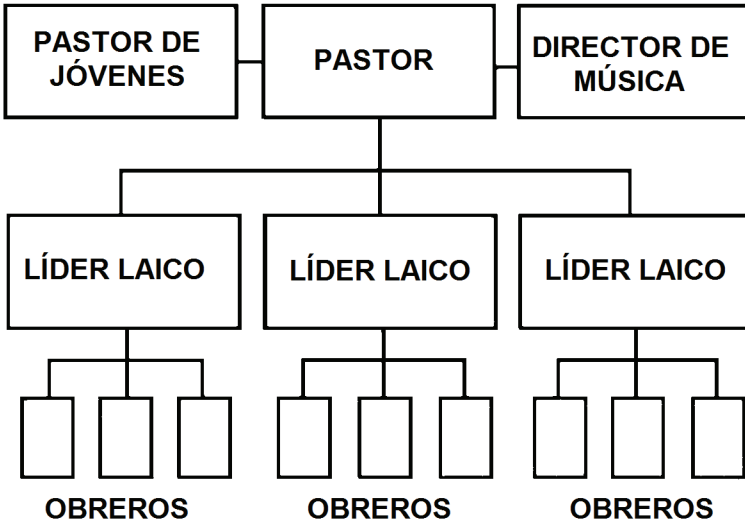 PASTOR DE
JÓVENES
PASTOR
DIRECTOR DE
MÚSICA
LÍDER LAICO
LÍDER LAICO
LÍDER LAICO
OBREROS
OBREROS
OBREROS